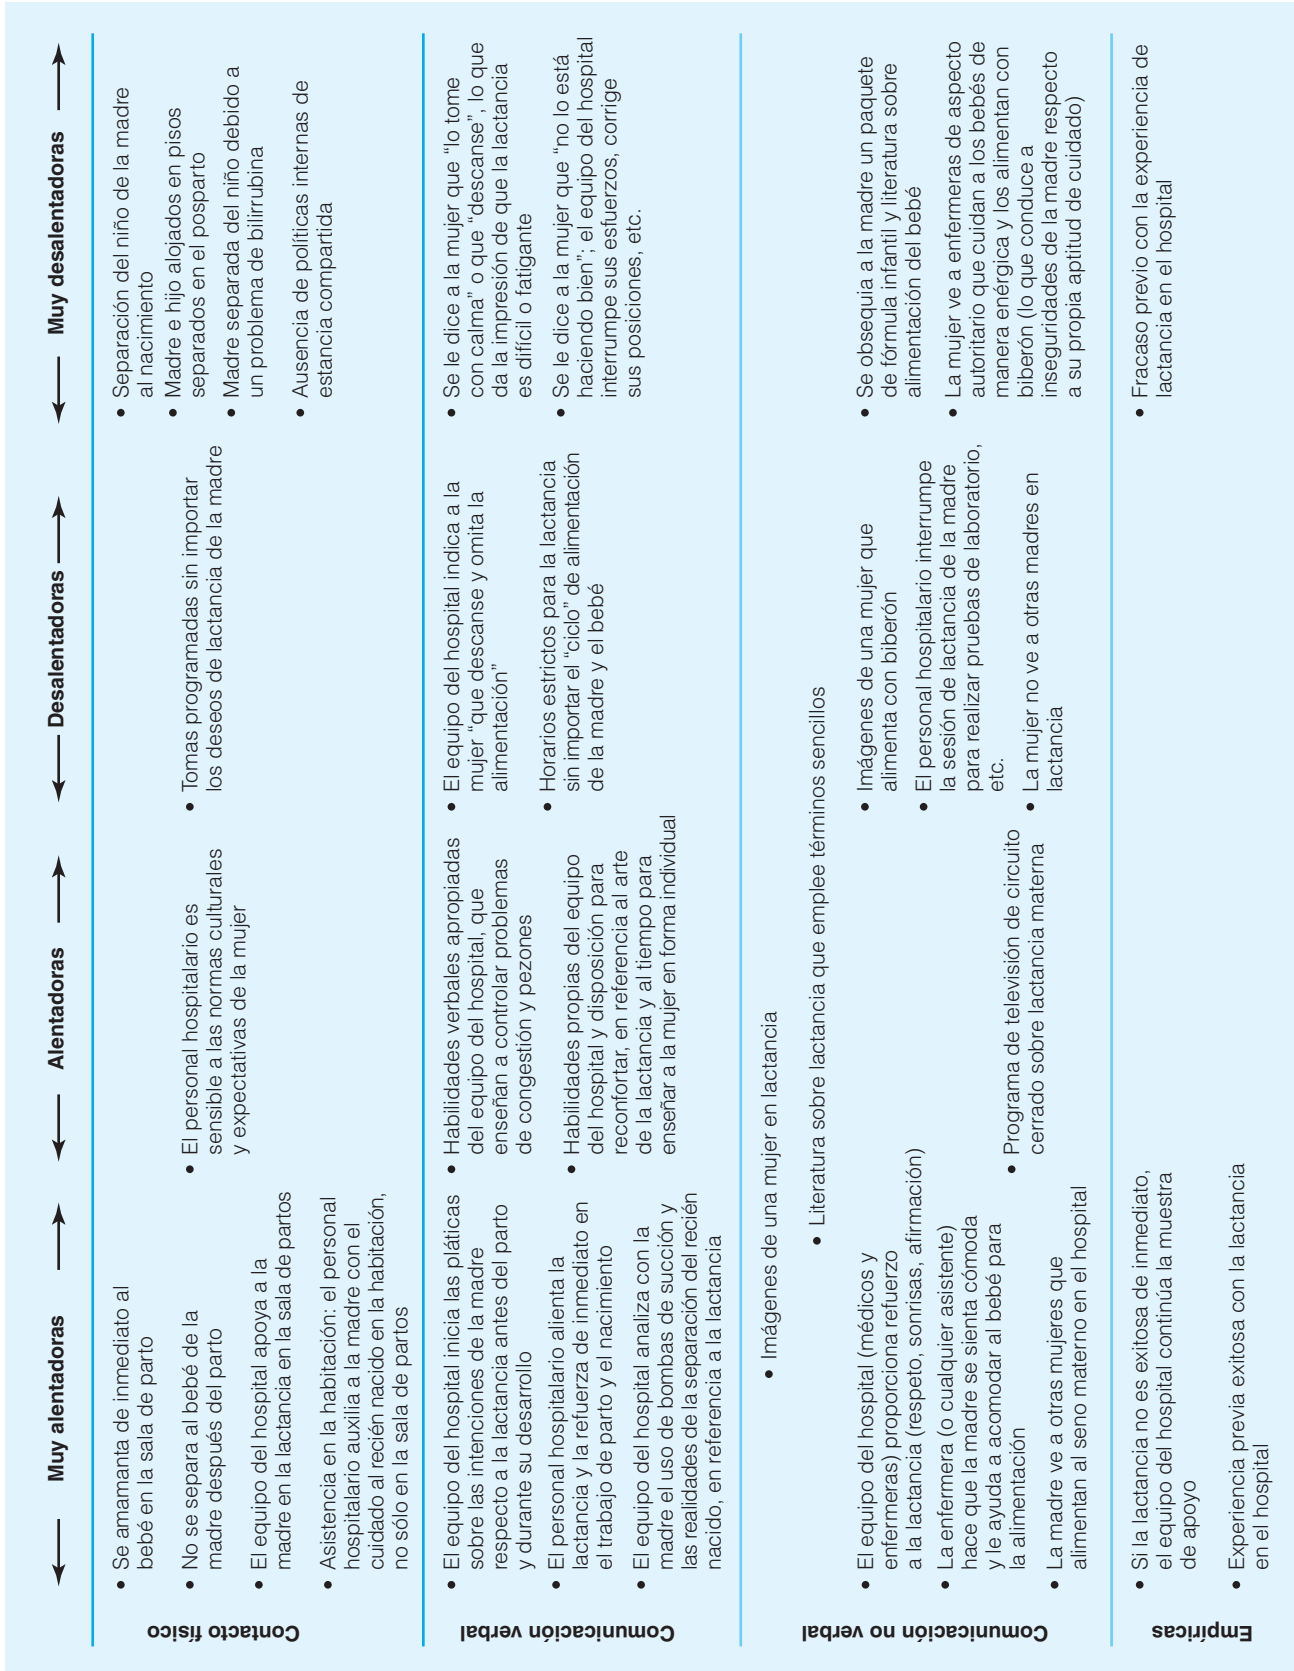 Muy alentadoras
Alentadoras
Desalentadoras
Muy desalentadoras
Contacto físico
• Se amamanta de inmediato al
bebé en la sala de parto
• No se separa al bebé de la
madre después del parto
• El equipo del hospital apoya a la
madre en la lactancia en la sala de partos
• Asistencia en la habitación: el personal
hospitalario auxilia a la madre con el
cuidado al recién nacido en la habitación,
no sólo en la sala de partos
• El personal hospitalario es
sensible a las normas culturales
y expectativas de la mujer
• Tomas programadas sin importar
los deseos de lactancia de la madre
• Separación del niño de la madre
al nacimiento
• Madre e hijo alojados en pisos
separados en el posparto
• Madre separada del niño debido a
un problema de bilirrubina
• Ausencia de políticas internas de
estancia compartida
Comunicación verbal
• El equipo del hospital inicia las pláticas
sobre las intenciones de la madre
respecto a la lactancia antes del parto
y durante su desarrollo
• El personal hospitalario alienta la
lactancia y la refuerza de inmediato en
el trabajo de parto y el nacimiento
• El equipo del hospital analiza con la
madre el uso de bombas de succión y
las realidades de la separación del recién
nacido, en referencia a la lactancia
• Habilidades verbales apropiadas
del equipo del hospital, que
enseñan a controlar problemas
de congestión y pezones
• Habilidades propias del equipo
del hospital y disposición para
reconfortar, en referencia al arte
de la lactancia y al tiempo para
enseñar a la mujer en forma individual
• El equipo del hospital indica a la
mujer “que descanse y omita la
alimentación”
• Horarios estrictos para la lactancia
sin importar el “ciclo” de alimentación
de la madre y el bebé
• Se le dice a la mujer que “lo tome
con calma” o que “descanse”, lo que
da la impresión de que la lactancia
es difícil o fatigante
• Se le dice a la mujer que “no lo está
haciendo bien”; el equipo del hospital
interrumpe sus esfuerzos, corrige
sus posiciones, etc.
Comunicación no verbal
• Imágenes de una mujer en lactancia
• Literatura sobre lactancia que emplee términos sencillos
• El equipo del hospital (médicos y
enfermeras) proporciona refuerzo
a la lactancia (respeto, sonrisas, afirmación)
• La enfermera (o cualquier asistente)
hace que la madre se sienta cómoda
y le ayuda a acomodar al bebé para
la alimentación
• La madre ve a otras mujeres que
alimentan al seno materno en el hospital
• Programa de televisión de circuito
cerrado sobre lactancia materna
• Imágenes de una mujer que
alimenta con biberón
• El personal hospitalario interrumpe
la sesión de lactancia de la madre
para realizar pruebas de laboratorio,
etc.
• La mujer no ve a otras madres en
lactancia
• Se obsequia a la madre un paquete
de fórmula infantil y literatura sobre
alimentación del bebé
• La mujer ve a enfermeras de aspecto
autoritario que cuidan a los bebés de
manera enérgica y los alimentan con
biberón (lo que conduce a
inseguridades de la madre respecto
a su propia aptitud de cuidado)
Empíricas
• Si la lactancia no es exitosa de inmediato,
el equipo del hospital continúa la muestra
de apoyo
• Experiencia previa exitosa con la lactancia
en el hospital
• Fracaso previo con la experiencia de
lactancia en el hospital